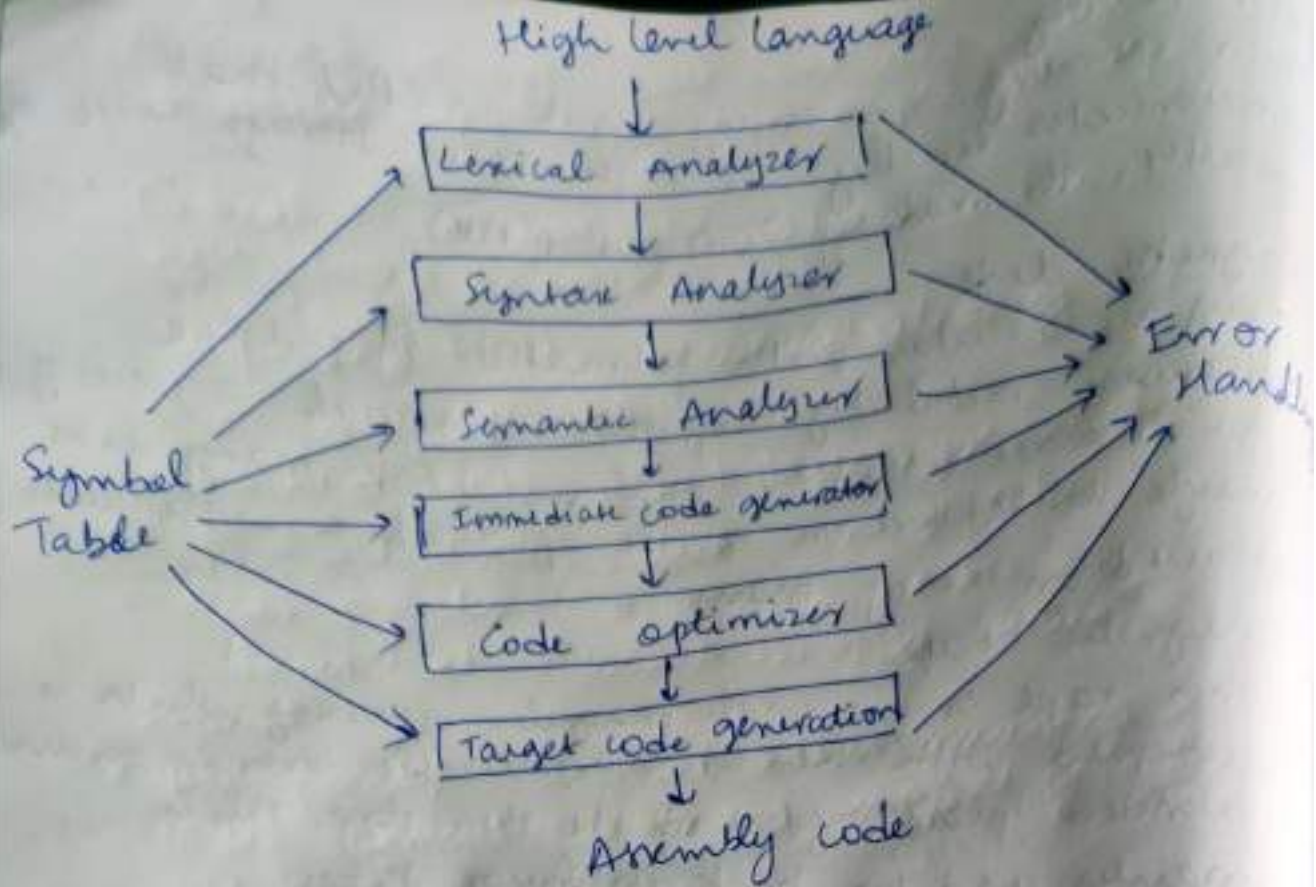 High level language
Lexical Analyzer
Syntax Analyzer
Error
Semantic Analyzer
Symbol
Table
Immediate code generator
Code optimizer
Target code generation
Assembly code